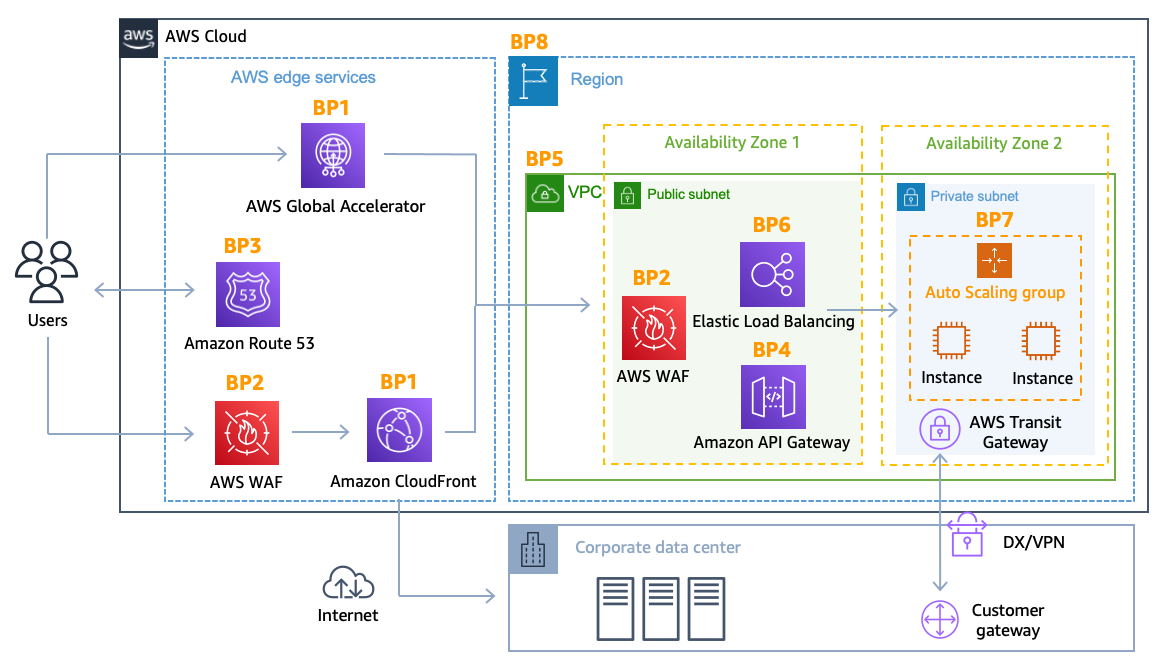 aws
AWS Cloud
BP8
AWS edge services
Region
BP1
AWS Global Accelerator
BP3
53
Amazon Route 53
BP2
AWS WAF
BP1
Amazon CloudFront
Users
BP5
VPC
Availability Zone 1
Public subnet
BP6
Elastic Load Balancing
BP2
AWS WAF
BP4
</>
Amazon API Gateway
Availability Zone 2
Private subnet
BP7
Auto Scaling group
Instance
Instance
AWS Transit
Gateway
Corporate data center
DX/VPN
Internet
Customer
gateway